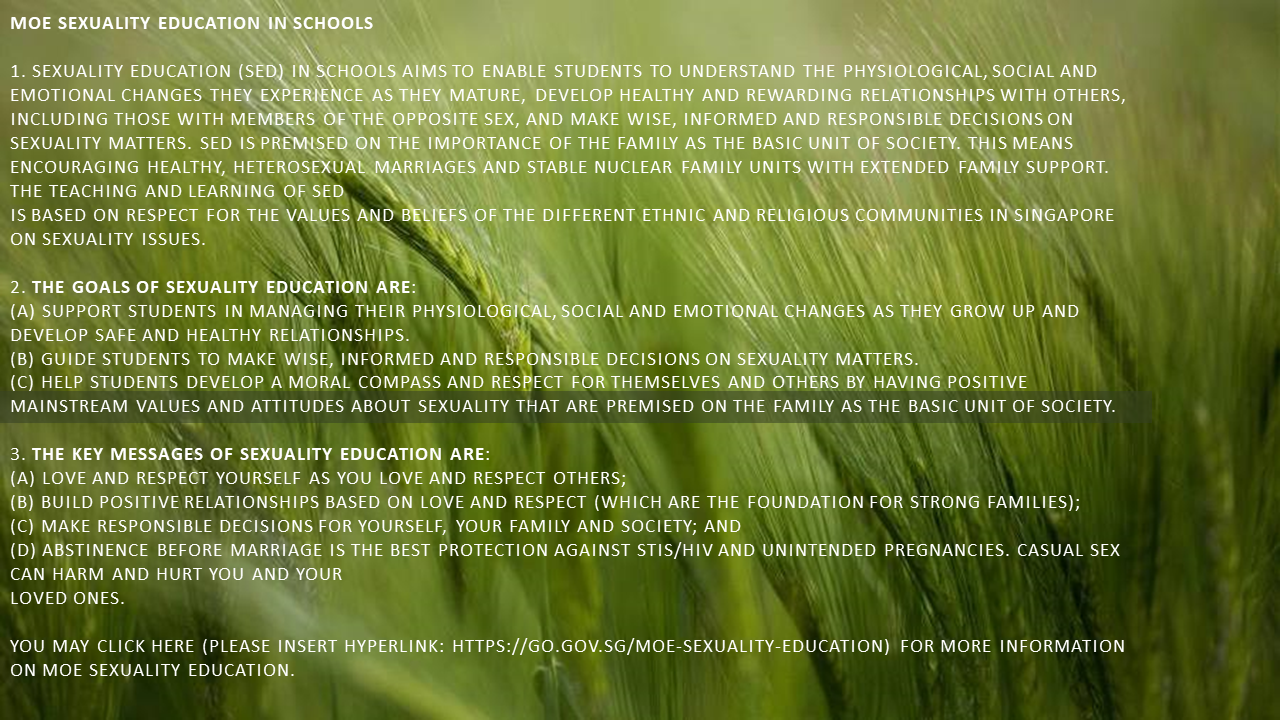 MOE SEXUALITY EDUCATION IN SCHOOLS
1. SEXUALITY EDUCATION (SED) IN SCHOOLS AIMS TO ENABLE STUDENTS TO UNDERSTAND THE PHYSIOLOGICAL, SOCIAL AND
EMOTIONAL CHANGES THEY EXPERIENCE AS THEY MATURE, DEVELOP HEALTHY AND REWARDING RELATIONSHIPS WITH OTHERS,
INCLUDING THOSE WITH MEMBERS OF THE OPPOSITE SEX, AND MAKE WISE, INFORMED AND RESPONSIBLE DECISIONS ON
SEXUALITY MATTERS. SED IS PREMISED ON THE IMPORTANCE OF THE FAMILY AS THE BASIC UNIT OF SOCIETY. THIS MEANS
ENCOURAGING HEALTHY, HETEROSEXUAL MARRIAGES AND STABLE NUCLEAR FAMILY UNITS WITH EXTENDED FAMILY SUPPORT.
THE TEACHING AND LEARNING OF SED
IS BASED ON RESPECT FOR THE VALUES AND BELIEFS OF THE DIFFERENT ETHNIC AND RELIGIOUS COMMUNITIES IN SINGAPORE
ON SEXUALITY ISSUES.
2. THE GOALS OF SEXUALITY EDUCATION ARE:
(A) SUPPORT STUDENTS IN MANAGING THEIR PHYSIOLOGICAL, SOCIAL AND EMOTIONAL CHANGES AS THEY GROW UP AND
DEVELOP SAFE AND HEALTHY RELATIONSHIPS.
(B) GUIDE STUDENTS TO MAKE WISE, INFORMED AND RESPONSIBLE DECISIONS ON SEXUALITY MATTERS.
(C) HELP STUDENTS DEVELOP A MORAL COMPASS AND RESPECT FOR THEMSELVES AND OTHERS BY HAVING POSITIVE
MAINSTREAM VALUES AND ATTITUDES ABOUT SEXUALITY THAT ARE PREMISED ON THE FAMILY AS THE BASIC UNIT OF SOCIETY.
3. THE KEY MESSAGES OF SEXUALITY EDUCATION ARE:
(A) LOVE AND RESPECT YOURSELF AS YOU LOVE AND RESPECT OTHERS;
(B) BUILD POSITIVE RELATIONSHIPS BASED ON LOVE AND RESPECT (WHICH ARE THE FOUNDATION FOR STRONG FAMILIES);
(C) MAKE RESPONSIBLE DECISIONS FOR YOURSELF, YOUR FAMILY AND SOCIETY; AND
(D) ABSTINENCE BEFORE MARRIAGE IS THE BEST PROTECTION AGAINST STIS/HIV AND UNINTENDED PREGNANCIES. CASUAL SEX
CAN HARM AND HURT YOU AND YOUR
LOVED ONES.
YOU MAY CLICK HERE (PLEASE INSERT HYPERLINK: HTTPS://GO.GOV.SG/MOE-SEXUALITY-EDUCATION) FOR MORE INFORMATION
ON MOE SEXUALITY EDUCATION.